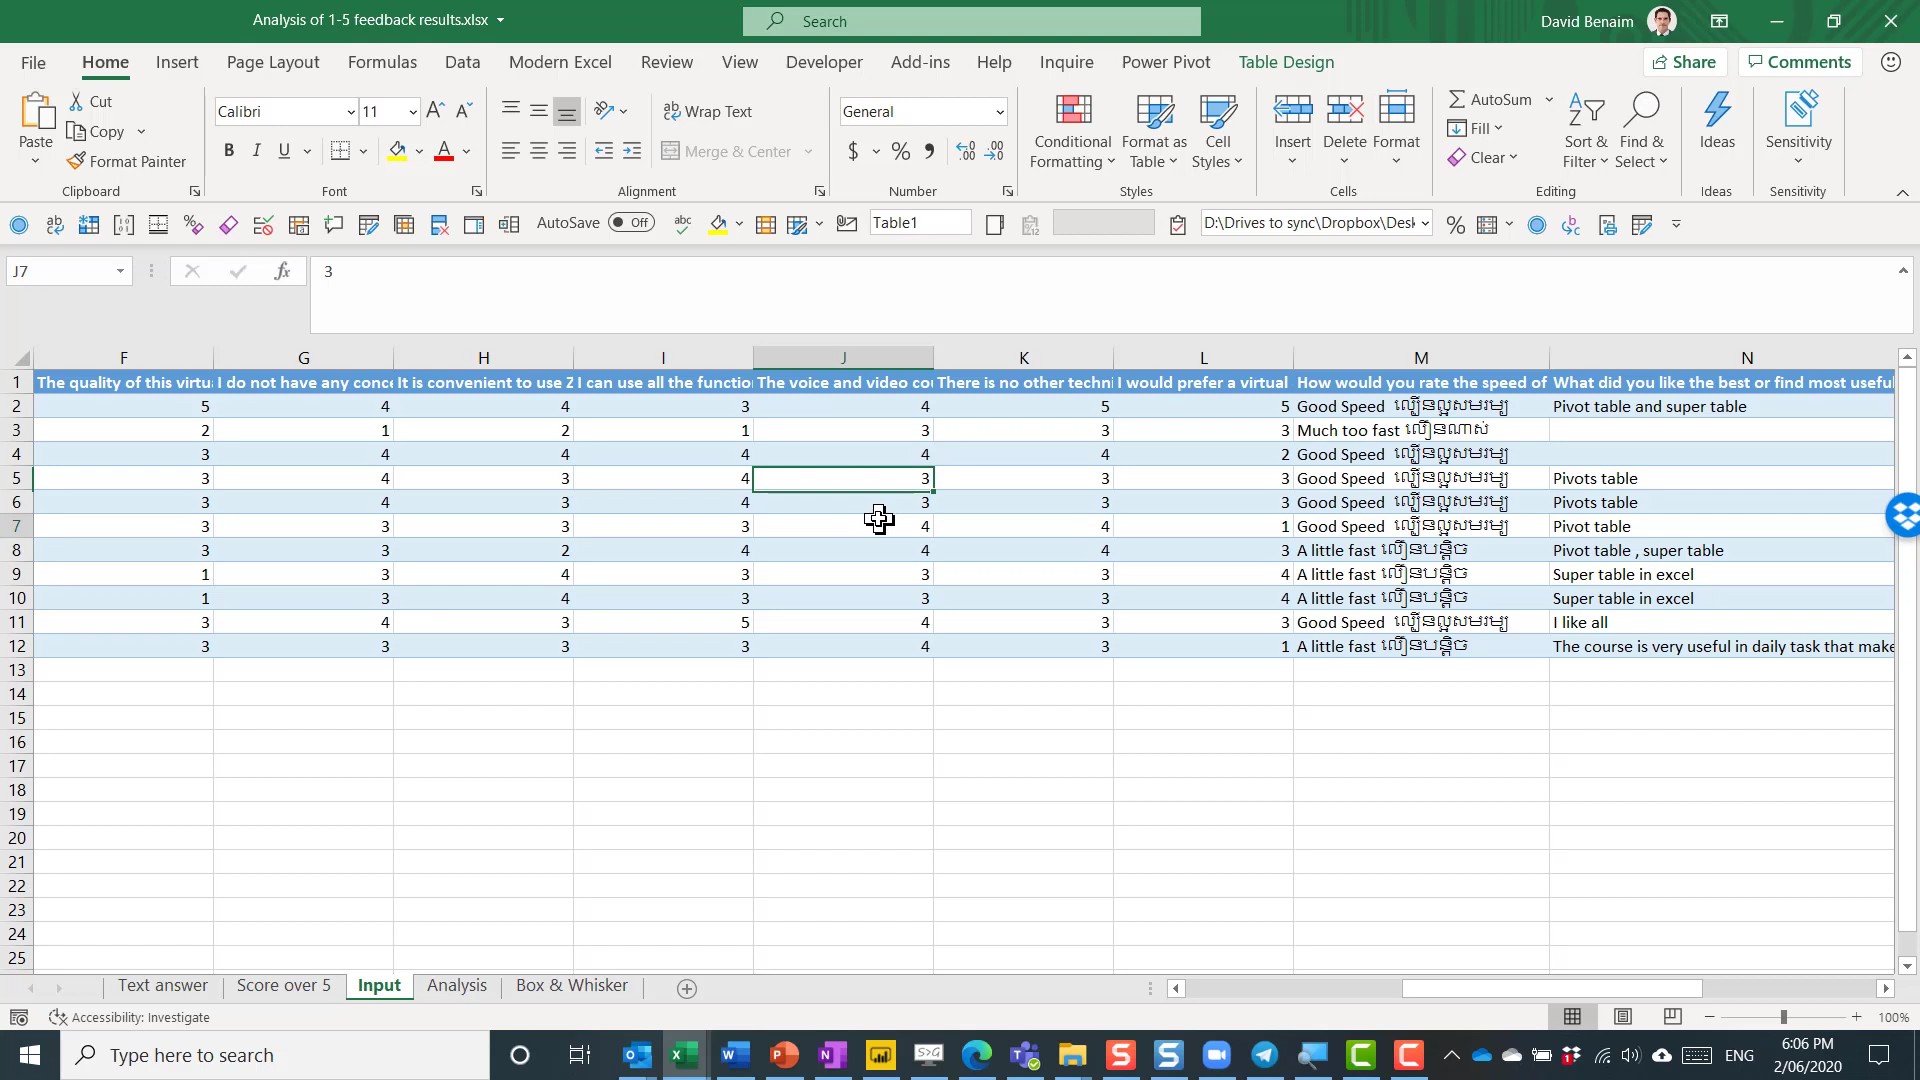 Analysis of 1-5 feedback results.xlsx
Search
David Benaim
File Home Insert Page Layout Formulas Data Modern Excel Review View Developer Add-ins Help Inquire Power Pivot Table Design Share Comments
Paste
Cut
Copy
Format Painter
Clipboard
Calibri 11
B I U
Font
Wrap Text
Merge & Center
Alignment
General
$ % ,
Number
Conditional Formatting
Format as Table
Cell Styles
Styles
Insert Delete Format
Cells
AutoSum
Fill
Clear
Sort & Filter
Find & Select
Editing
Ideas
Ideas
Sensitivity
Sensitivity
AutoSave Off
Table1
D:\Drives to sync\Dropbox\Desk
J7
fx
3
F G H I J K L M N
1 The quality of this virtu I do not have any conce It is convenient to use Z I can use all the functio The voice and video co There is no other techni I would prefer a virtual How would you rate the speed of What did you like the best or find most useful
2 5 4 4 3 4 5 5 Good Speed ល្បឿនល្អសមរម្យ Pivot table and super table
3 2 1 2 1 3 3 3 Much too fast លឿនណាស់
4 3 4 4 4 4 4 2 Good Speed ល្បឿនល្អសមរម្យ
5 3 4 3 4 3 3 3 Good Speed ល្បឿនល្អសមរម្យ Pivots table
6 3 4 3 4 3 3 3 Good Speed ល្បឿនល្អសមរម្យ Pivots table
7 3 3 3 3 4 4 1 Good Speed ល្បឿនល្អសមរម្យ Pivot table
8 3 3 2 4 4 4 3 A little fast លឿនបន្តិច Pivot table , super table
9 1 3 4 3 3 3 4 A little fast លឿនបន្តិច Super table in excel
10 1 3 4 3 3 3 4 A little fast លឿនបន្តិច Super table in excel
11 3 4 3 5 4 3 3 Good Speed ល្បឿនល្អសមរម្យ I like all
12 3 3 3 3 4 3 1 A little fast លឿនបន្តិច The course is very useful in daily task that make
13
14
15
16
17
18
19
20
21
22
23
24
25
Text answer Score over 5 Input Analysis Box & Whisker
Accessibility: Investigate
100%
Type here to search
ENG
6:06 PM
2/06/2020